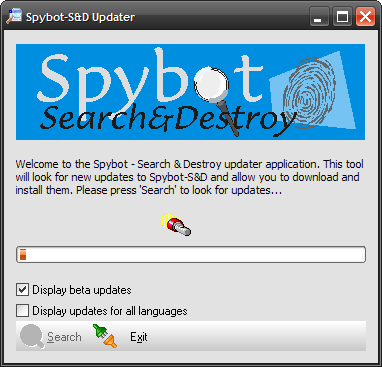 Spybot-S&D Updater
Spybot
Search&Destroy
Welcome to the Spybot - Search & Destroy updater application. This tool
will look for new updates to Spybot-S&D and allow you to download and
install them. Please press 'Search' to look for updates...
Display beta updates
Display updates for all languages
Search Exit